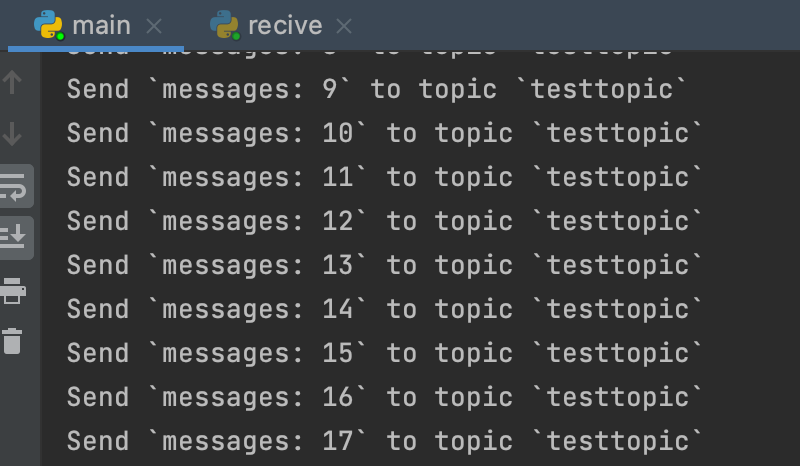 main
recive
Send `messages: 9` to topic `testtopic`
Send `messages: 10` to topic `testtopic`
Send `messages: 11` to topic `testtopic`
Send `messages: 12` to topic `testtopic`
Send `messages: 13` to topic `testtopic`
Send `messages: 14` to topic `testtopic`
Send `messages: 15` to topic `testtopic`
Send `messages: 16` to topic `testtopic`
Send `messages: 17` to topic `testtopic`